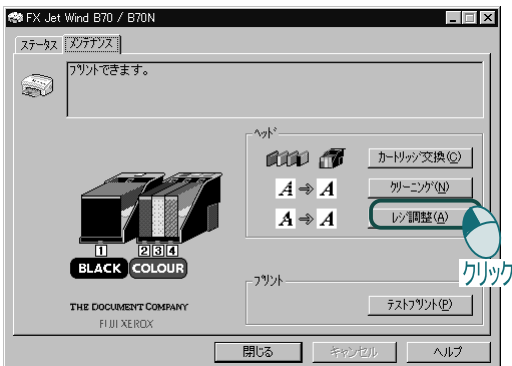 FX Jet Wind B70 / B70N
ステータス メンテナンス
プリントできます。
ヘッド
カートリッジ交換(C)
A A
クリーニング(N)
A A
レジ調整(A)
クリック
1 2 3 4
BLACK COLOUR
プリント
THE DOCUMENT COMPANY
FUJI XEROX
テストプリント(P)
閉じる キャンセル ヘルプ